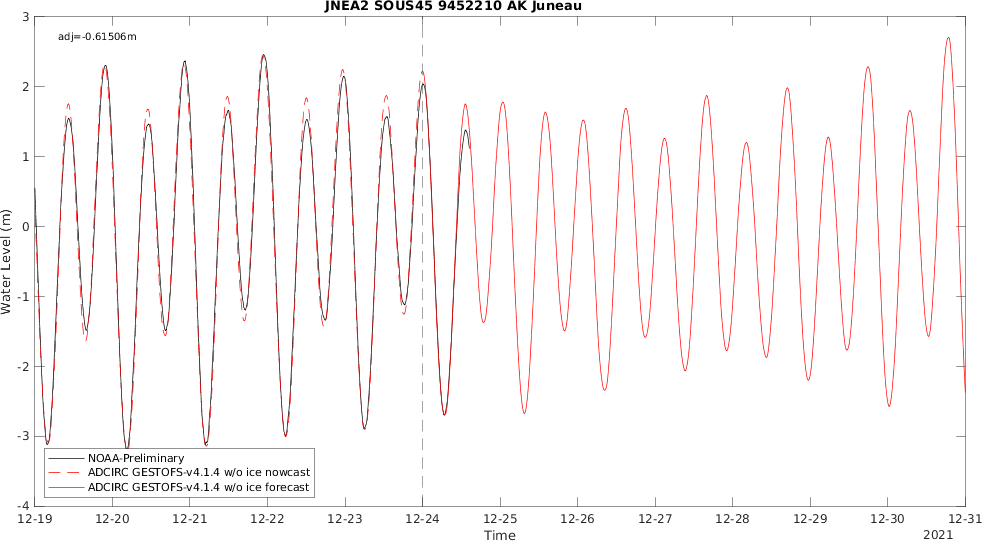 JNEA2 SOUS45 9452210 AK Juneau
adj=-0.61506m
3
2
1
0
-1
-2
-3
-4
Water Level (m)
NOAA-Preliminary
ADCIRC GESTOFS-v4.1.4 w/o ice nowcast
ADCIRC GESTOFS-v4.1.4 w/o ice forecast
12-19 12-20 12-21 12-22 12-23 12-24 12-25 12-26 12-27 12-28 12-29 12-30 12-31
Time
2021